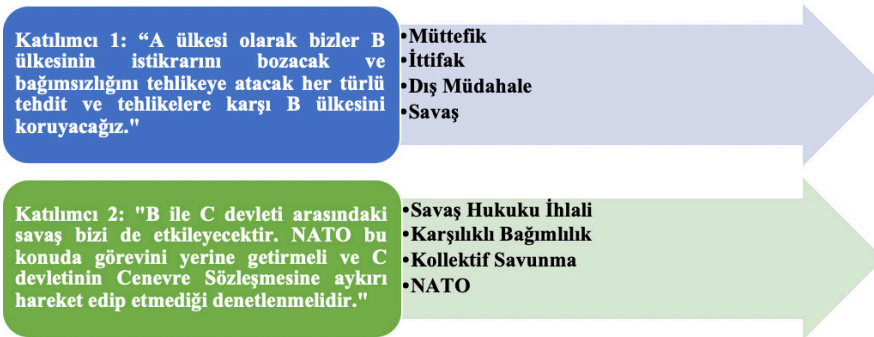 Katılımcı 1: “A ülkesi olarak bizler B
ülkesinin istikrarını bozacak ve
bağımsızlığını tehlikeye atacak her türlü
tehdit ve tehlikelere karşı B ülkesini
koruyacağız."
•Müttefik
•İttifak
•Dış Müdahale
•Savaş
Katılımcı 2: "B ile C devleti arasındaki
savaş bizi de etkileyecektir. NATO bu
konuda görevini yerine getirmeli ve C
devletinin Cenevre Sözleşmesine aykırı
hareket edip etmediği denetlenmelidir."
•Savaş Hukuku İhlali
•Karşılıklı Bağımlılık
•Kollektif Savunma
•NATO